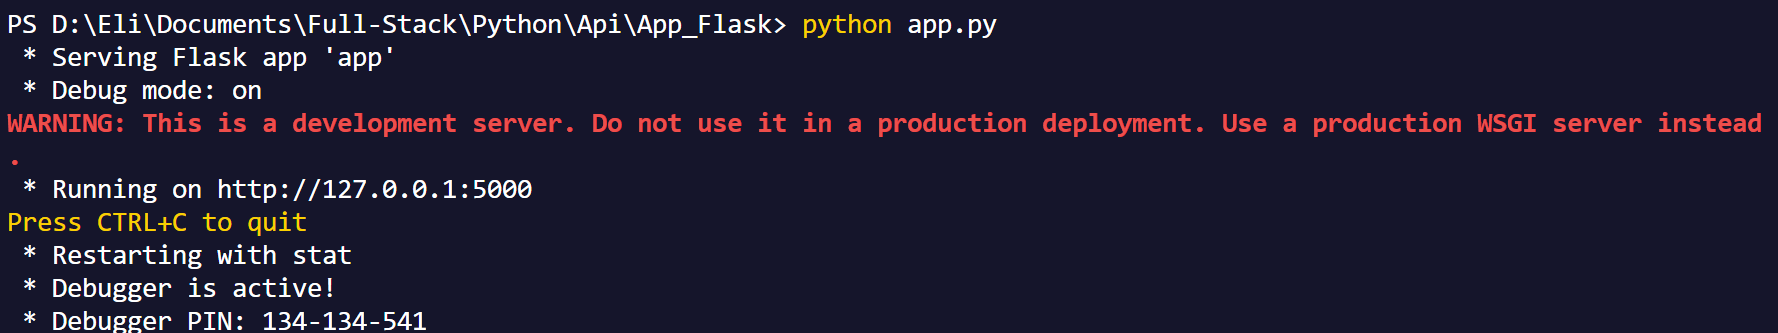 PS D:\Eli\Documents\Full-Stack\Python\Api\App_Flask> python app.py
 * Serving Flask app 'app'
 * Debug mode: on
WARNING: This is a development server. Do not use it in a production deployment. Use a production WSGI server instead
.
 * Running on http://127.0.0.1:5000
Press CTRL+C to quit
 * Restarting with stat
 * Debugger is active!
 * Debugger PIN: 134-134-541